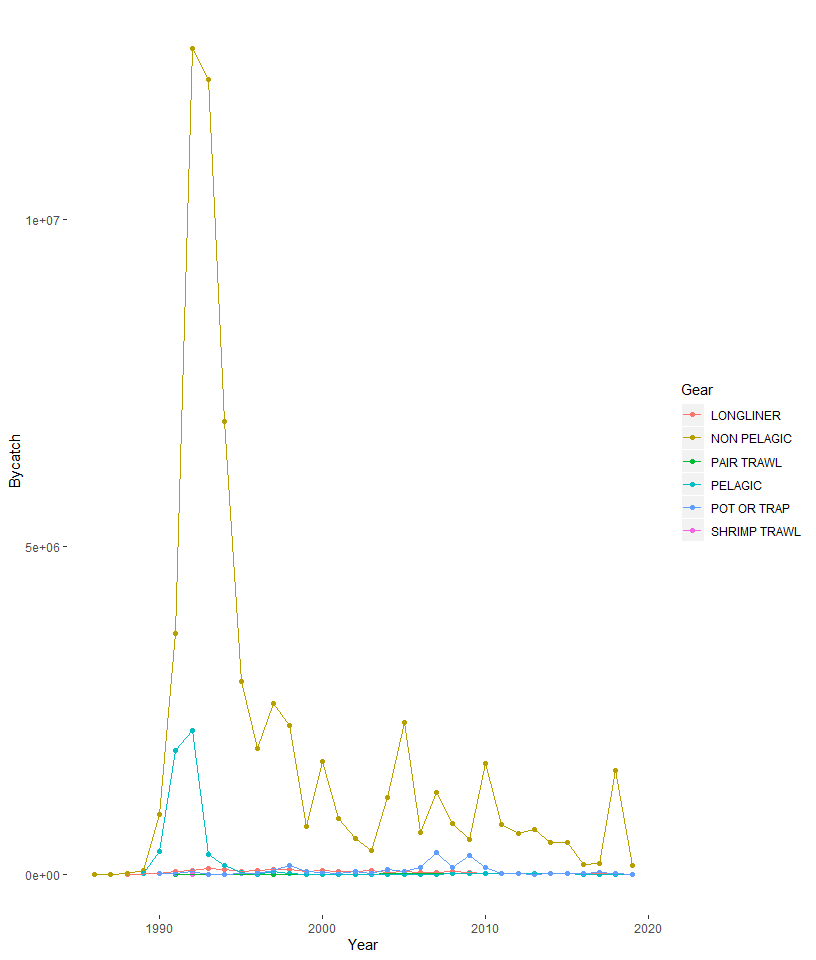 Bycatch
1e+07
5e+06
0e+00
1990
2000
2010
2020
Year
Gear
LONGLINER
NON PELAGIC
PAIR TRAWL
PELAGIC
POT OR TRAP
SHRIMP TRAWL